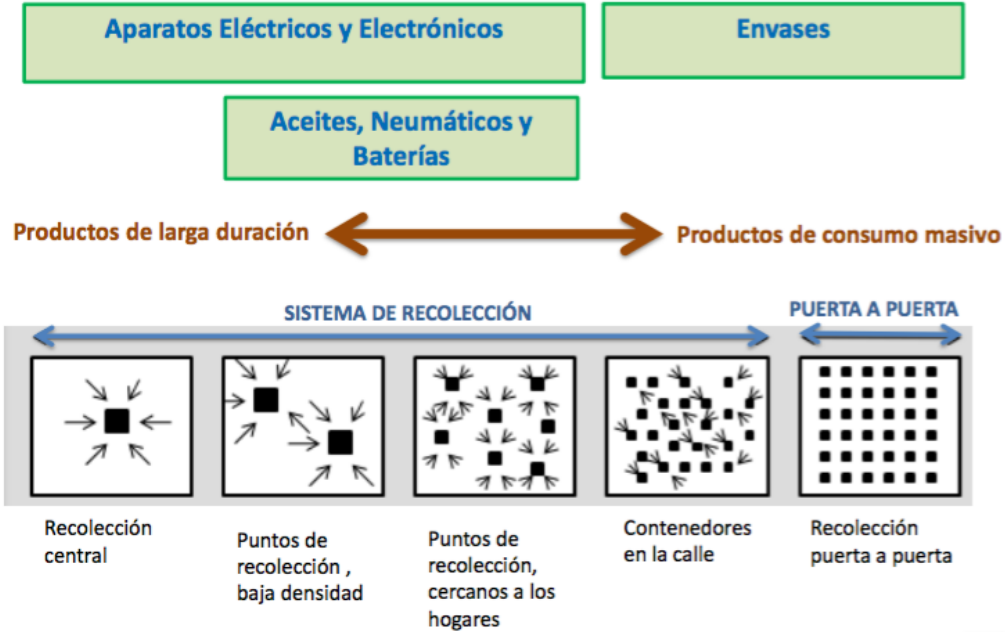 Aparatos Eléctricos y Electrónicos
Envases
Aceites, Neumáticos y
Baterías
Productos de larga duración
Productos de consumo masivo
SISTEMA DE RECOLECCIÓN
PUERTA A PUERTA
Recolección
central
Puntos de
recolección ,
baja densidad
Puntos de
recolección,
cercanos a los
hogares
Contenedores
en la calle
Recolección
puerta a puerta